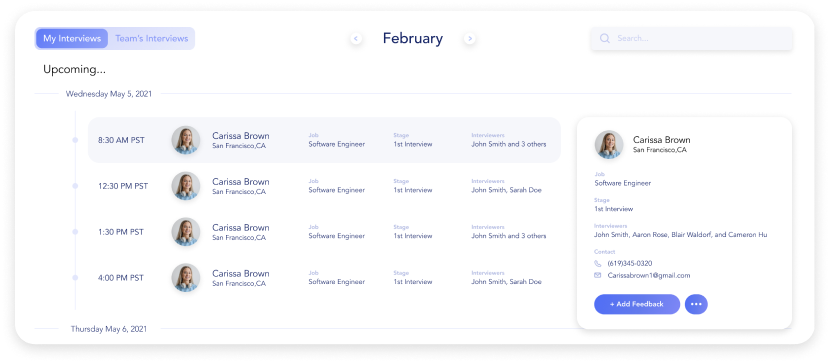 My Interviews Team's Interviews
February
Search...
Upcoming...
Wednesday May 5, 2021
8:30 AM PST
Carissa Brown
San Francisco,CA
Job
Software Engineer
Stage
1st Interview
Interviewers
John Smith and 3 others
12:30 PM PST
Carissa Brown
San Francisco,CA
Job
Software Engineer
Stage
1st Interview
Interviewers
John Smith, Sarah Doe
1:30 PM PST
Carissa Brown
San Francisco,CA
Job
Software Engineer
Stage
1st Interview
Interviewers
John Smith and 3 others
4:00 PM PST
Carissa Brown
San Francisco,CA
Job
Software Engineer
Stage
1st Interview
Interviewers
John Smith, Sarah Doe
Thursday May 6, 2021
Carissa Brown
San Francisco,CA
Job
Software Engineer
Stage
1st Interview
Interviewers
John Smith, Aaron Rose, Blair Waldorf, and Cameron Hu
Contact
(619)345-0320
Carissabrown1@gmail.com
+ Add Feedback